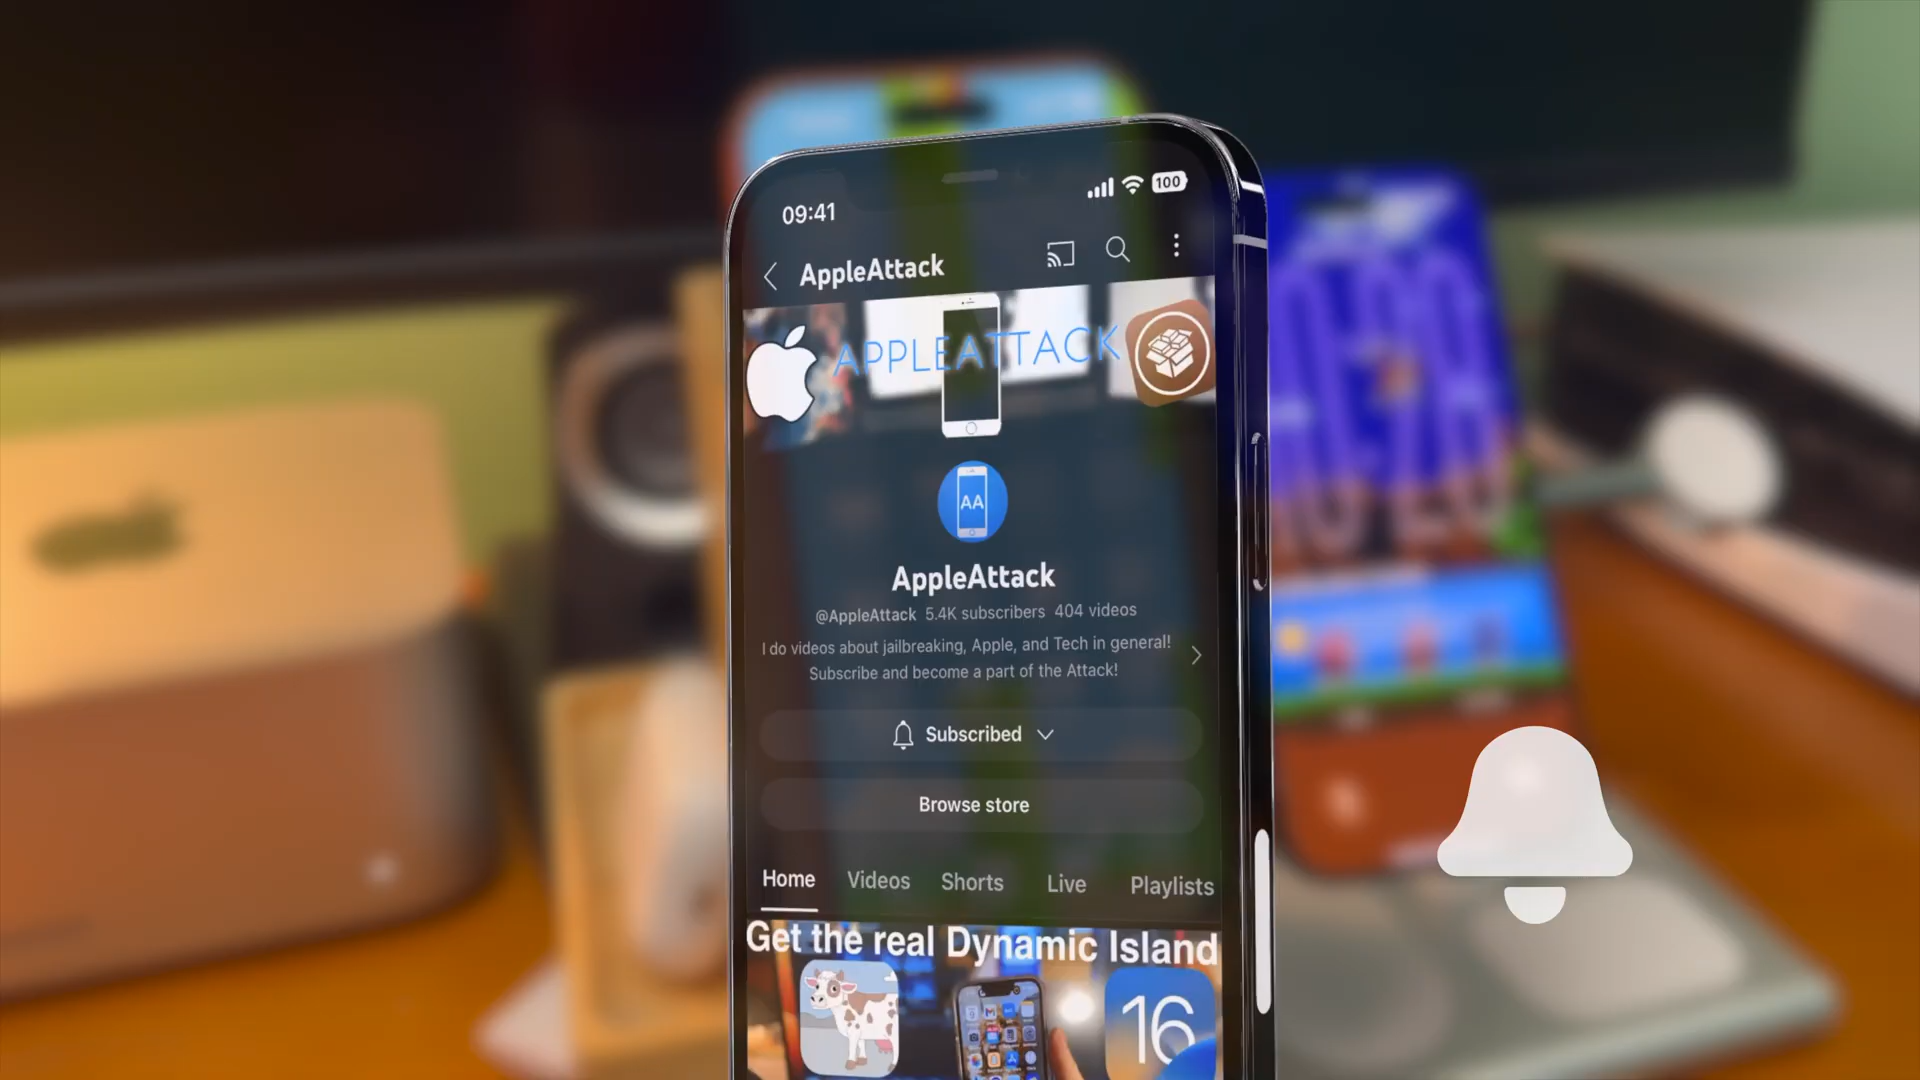 09:41
100
AppleAttack
APPLEATTACK
AA
AppleAttack
@AppleAttack 5.4K subscribers 404 videos
I do videos about jailbreaking, Apple, and Tech in general!
Subscribe and become a part of the Attack!
Subscribed
Browse store
Home Videos Shorts Live Playlists
Get the real Dynamic Island
16